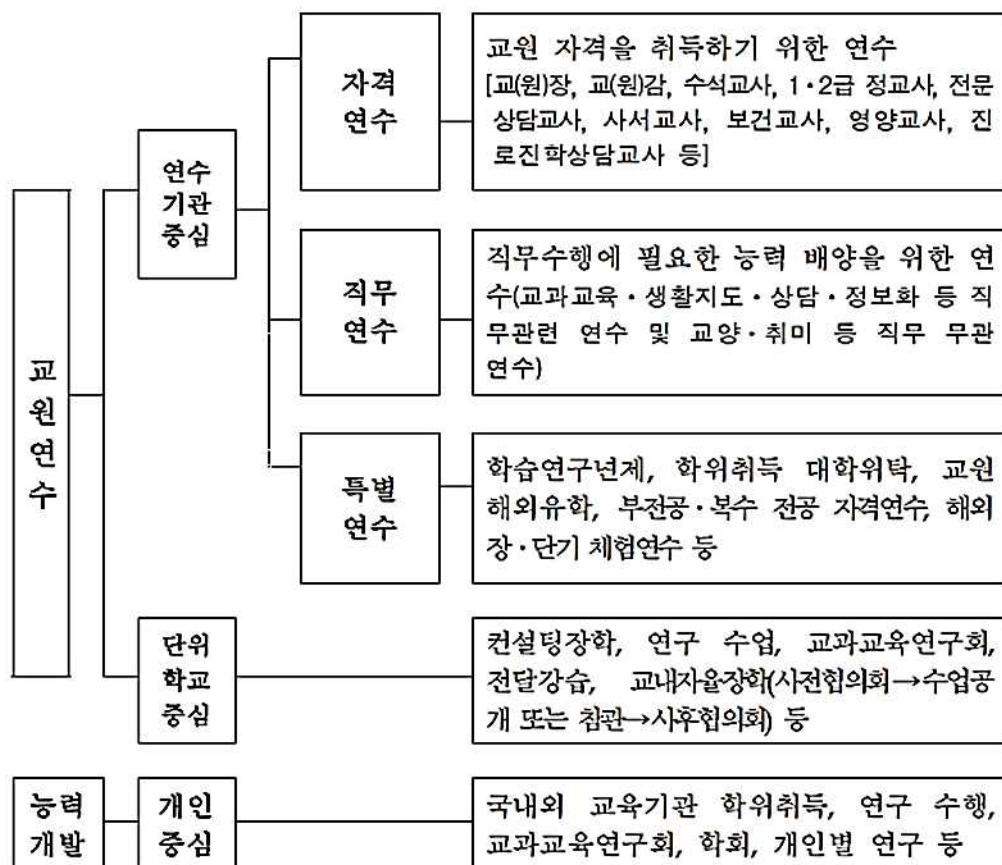 교원연수
연수
기관
중심
자격
연수
교원 자격을 취득하기 위한 연수
[교(원)장, 교(원)감, 수석교사, 1·2급 정교사, 전문
상담교사, 사서교사, 보건교사, 영양교사, 진
로진학상담교사 등]
직무
연수
직무수행에 필요한 능력 배양을 위한 연
수(교과교육·생활지도·상담·정보화 등 직
무관련 연수 및 교양·취미 등 직무 무관
연수)
특별
연수
학습연구년제, 학위취득 대학위탁, 교원
해외유학, 부전공·복수 전공 자격연수, 해외
장·단기 체험연수 등
단위
학교
중심
컨설팅장학, 연구 수업, 교과교육연구회,
전달강습, 교내자율장학(사전협의회→수업공
개 또는 참관→사후협의회) 등
능력
개발
개인
중심
국내외 교육기관 학위취득, 연구 수행,
교과교육연구회, 학회, 개인별 연구 등